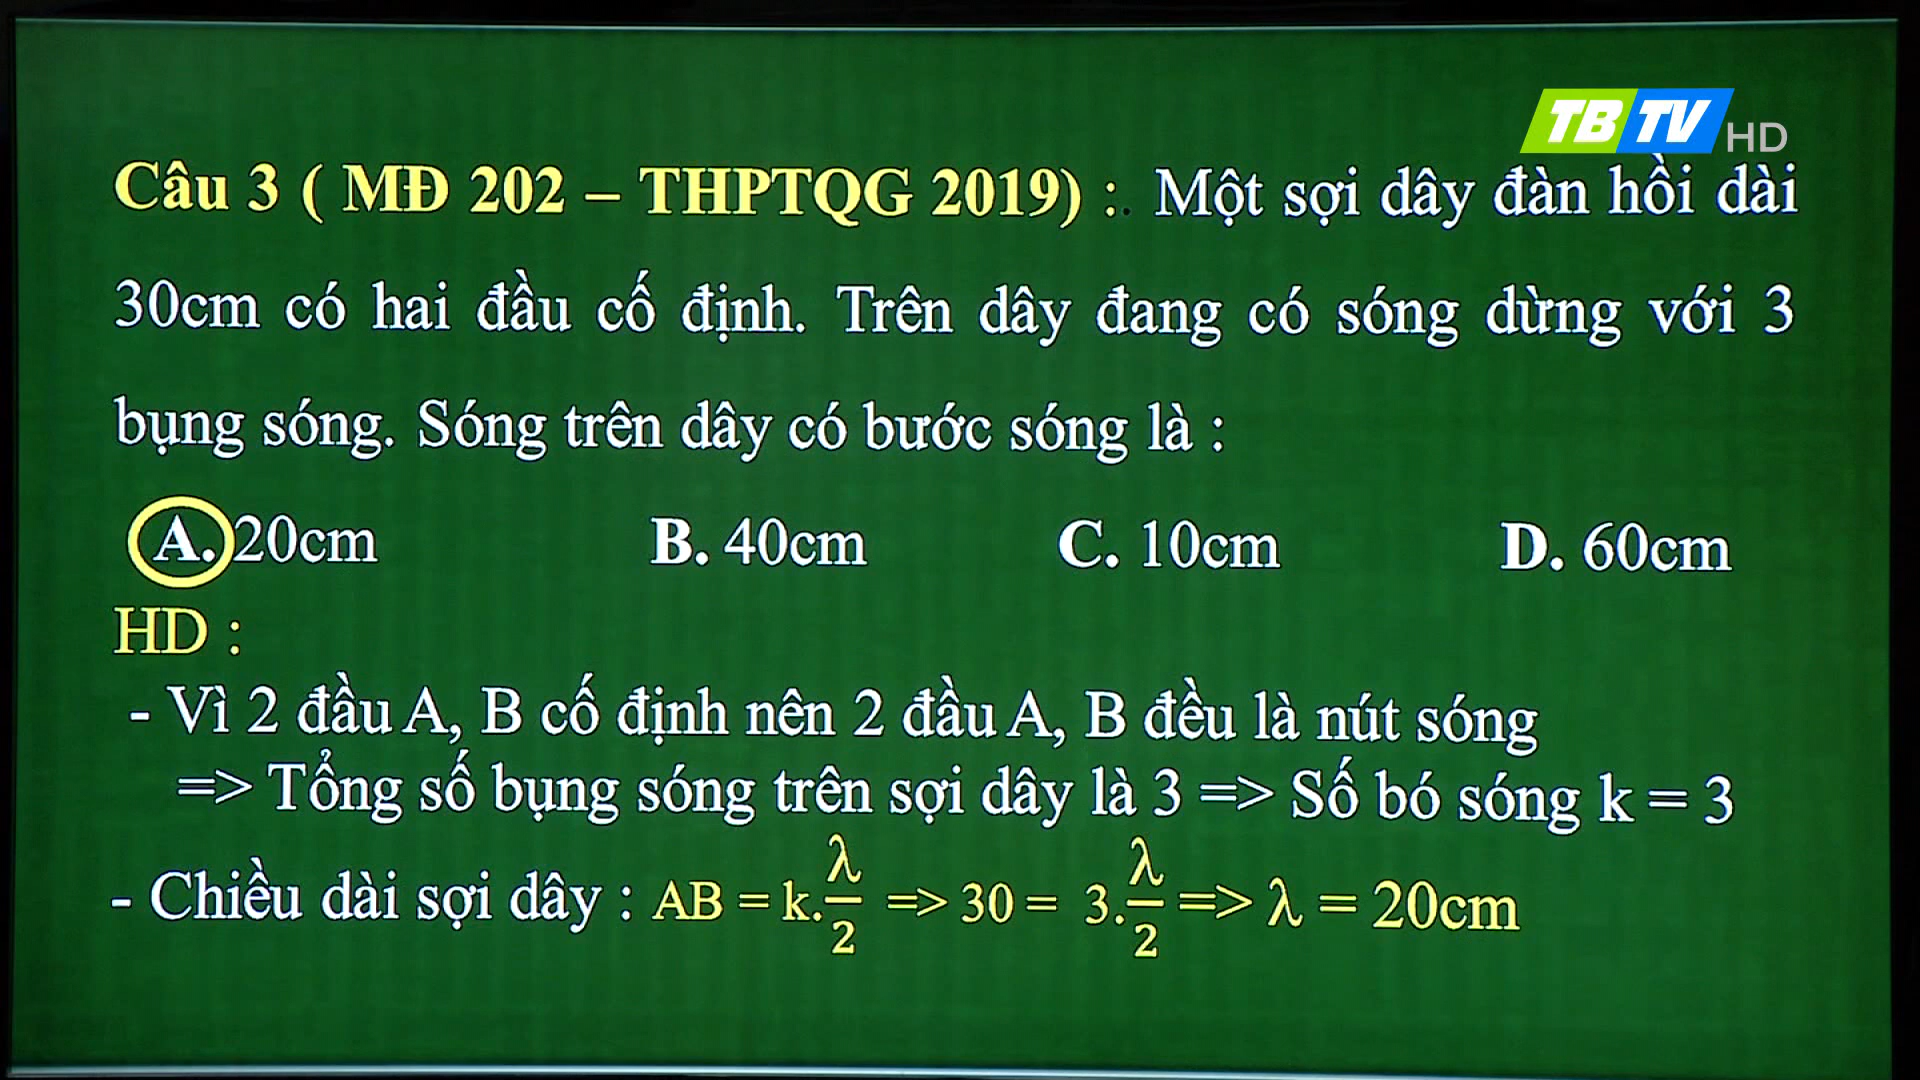 TBTV HD
Câu 3 ( MĐ 202 – THPTQG 2019) :. Một sợi dây đàn hồi dài
30cm có hai đầu cố định. Trên dây đang có sóng dừng với 3
bụng sóng. Sóng trên dây có bước sóng là :
A. 20cm B. 40cm C. 10cm D. 60cm
HD :
- Vì 2 đầu A, B cố định nên 2 đầu A, B đều là nút sóng
=> Tổng số bụng sóng trên sợi dây là 3 => Số bó sóng k = 3
- Chiều dài sợi dây : AB = k.λ/2 => 30 = 3.λ/2 => λ = 20cm